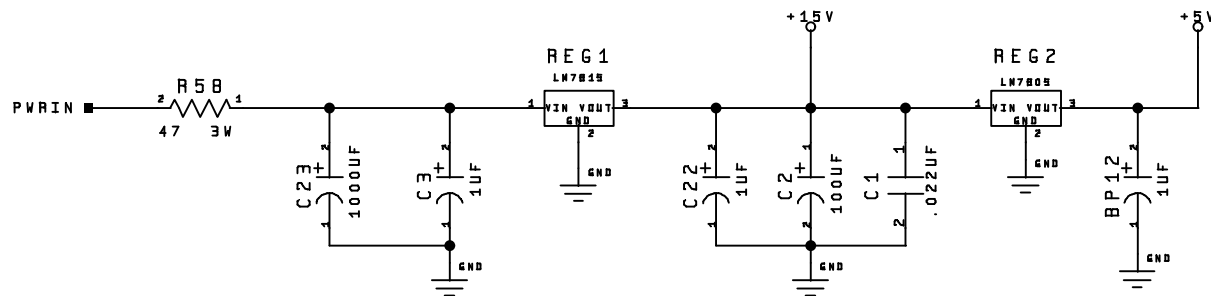 +15V
+5V
REG1
REG2
LM7815
LM7805
R58
PWRIN
2
1
1
VIN VOUT
3
1
VIN VOUT
3
GND
GND
47 3W
2
2
GND
GND
2
2
2
1
1
2
C23
+
1000UF
C3
+
1UF
C22
+
1UF
C2
+
100UF
C1
.022UF
BP12
+
1UF
1
1
1
2
2
1
GND
GND
GND